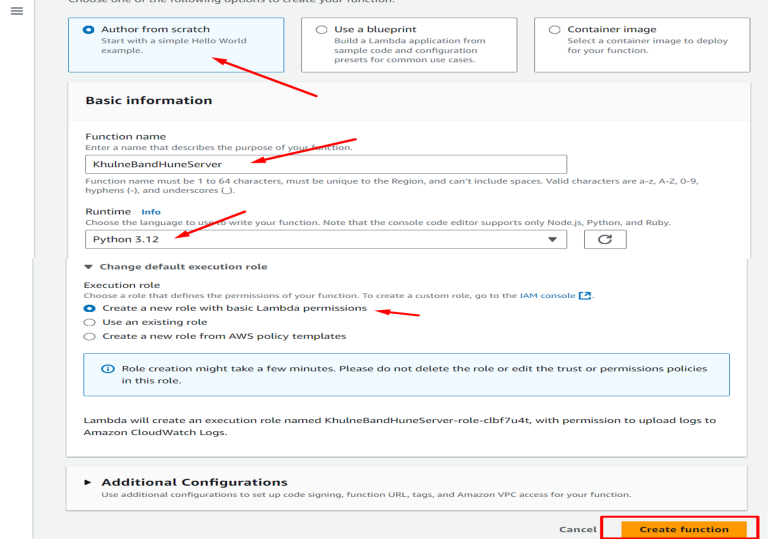 Choose one of the following options to create your function.
Author from scratch
Start with a simple Hello World
example.
Use a blueprint
Build a Lambda application from
sample code and configuration
presets for common use cases.
Container image
Select a container image to deploy
for your function.
Basic information
Function name
Enter a name that describes the purpose of your function.
KhulneBandHuneServer
Function name must be 1 to 64 characters, must be unique to the Region, and can't include spaces. Valid characters are a-z, A-Z, 0-9,
hyphens (-), and underscores (_).
Runtime Info
Choose the language to use to write your function. Note that the console code editor supports only Node.js, Python, and Ruby.
Python 3.12
Change default execution role
Execution role
Choose a role that defines the permissions of your function. To create a custom role, go to the IAM console.
Create a new role with basic Lambda permissions
Use an existing role
Create a new role from AWS policy templates
Role creation might take a few minutes. Please do not delete the role or edit the trust or permissions policies
in this role.
Lambda will create an execution role named KhulneBandHuneServer-role-clbf7u4t, with permission to upload logs to
Amazon CloudWatch Logs.
Additional Configurations
Use additional configurations to set up code signing, function URL, tags, and Amazon VPC access for your function.
Cancel Create function